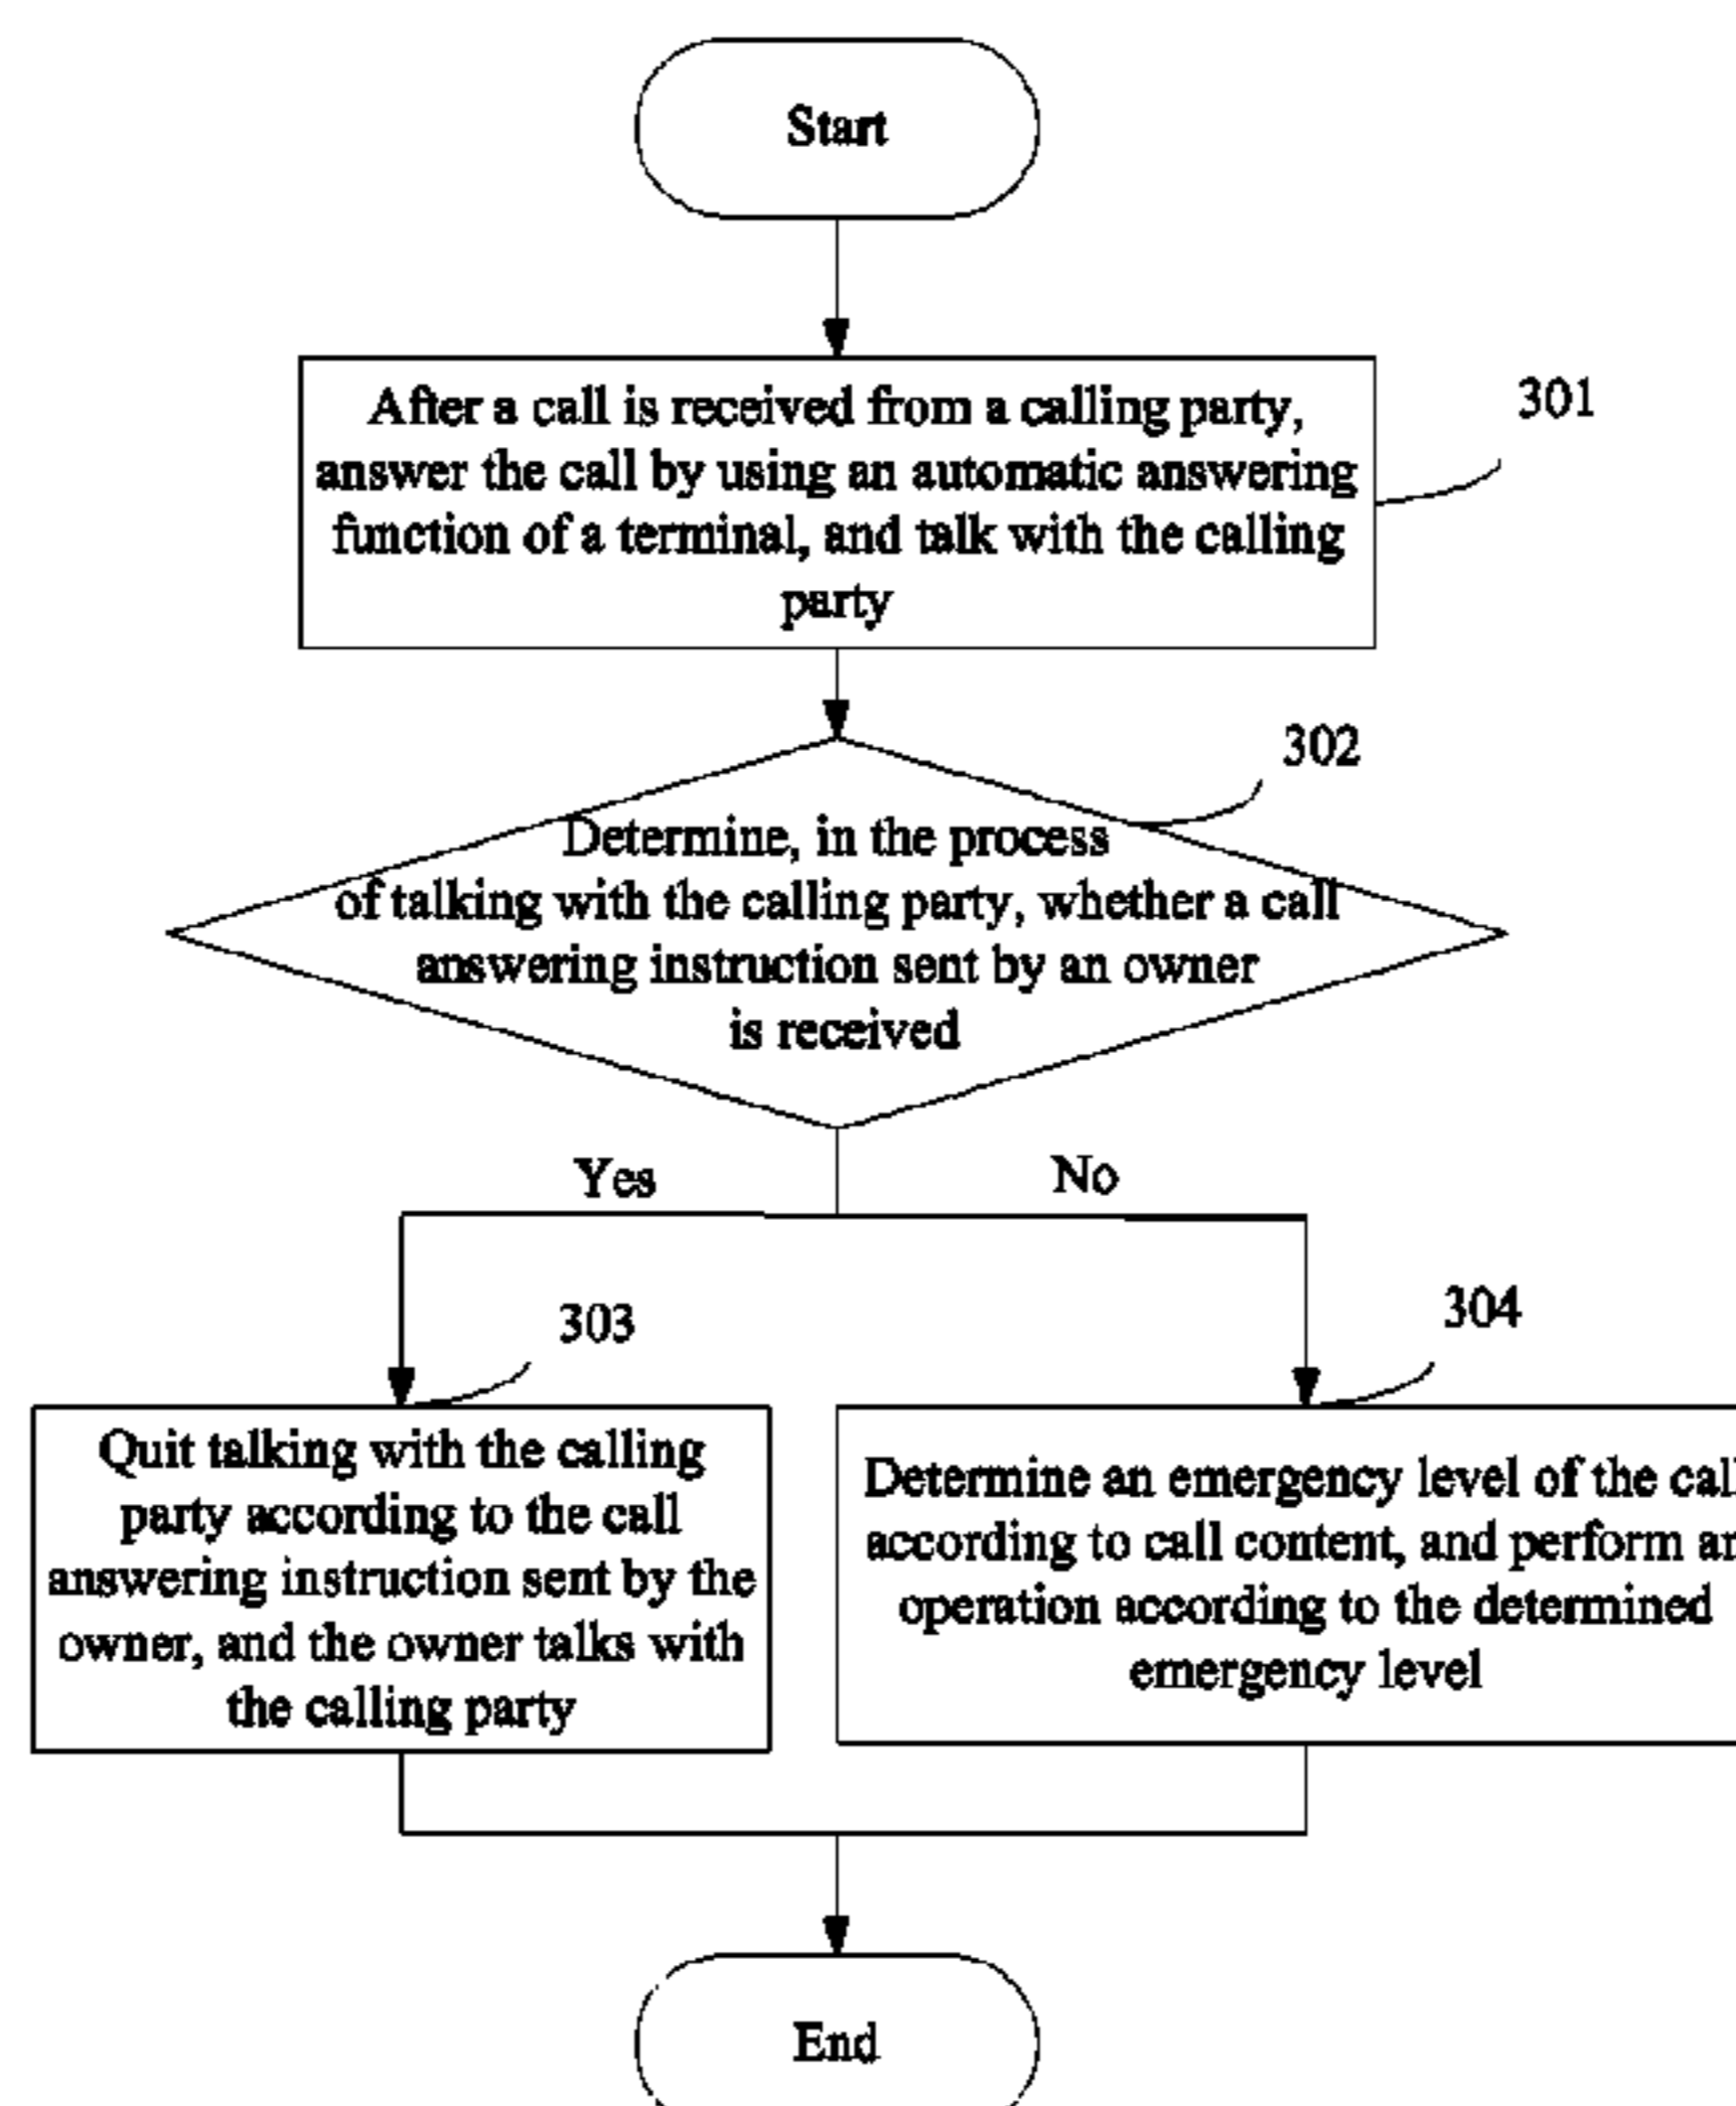 Start
After a call is received from a calling party,
answer the call by using an automatic answering
function of a terminal, and talk with the calling
party
301
302
Determine, in the process
of talking with the calling party, whether a call
answering instruction sent by an owner
is received
Yes
No
303
304
Quit talking with the calling
party according to the call
answering instruction sent by the
owner, and the owner talks with
the calling party
Determine an emergency level of the call
according to call content, and perform an
operation according to the determined
emergency level
End